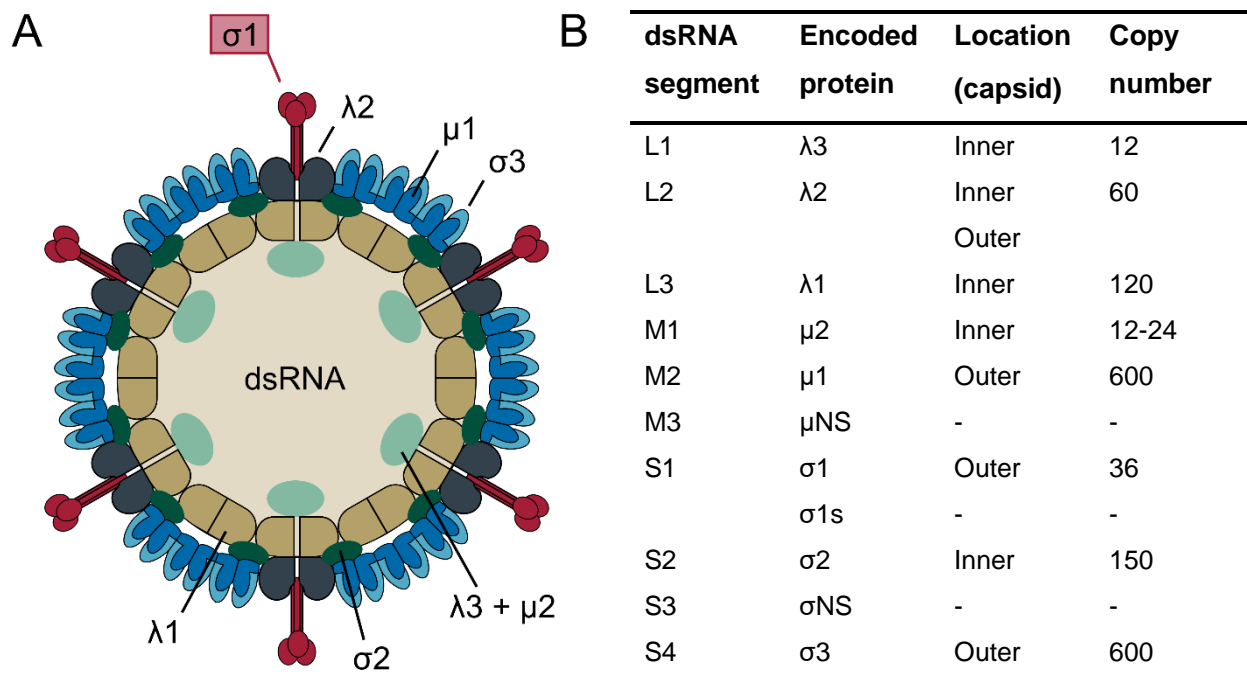 A
σ1
λ2
μ1
σ3
dsRNA
λ3 + μ2
λ1
σ2
B
dsRNA segment Encoded protein Location (capsid) Copy number
L1 λ3 Inner 12
L2 λ2 Inner 60
Outer
L3 λ1 Inner 120
M1 μ2 Inner 12-24
M2 μ1 Outer 600
M3 μNS - -
S1 σ1 Outer 36
σ1s - -
S2 σ2 Inner 150
S3 σNS - -
S4 σ3 Outer 600